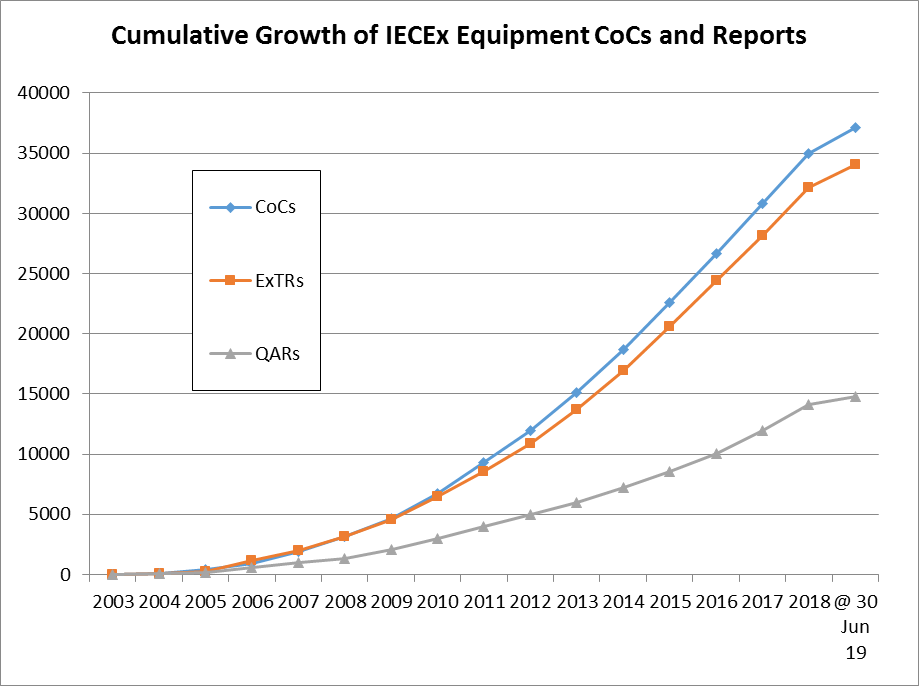 Cumulative Growth of IECEx Equipment CoCs and Reports
40000
35000
30000
25000
20000
15000
10000
5000
0
CoCs
ExTRs
QARs
2003 2004 2005 2006 2007 2008 2009 2010 2011 2012 2013 2014 2015 2016 2017 2018 @ 30
Jun
19